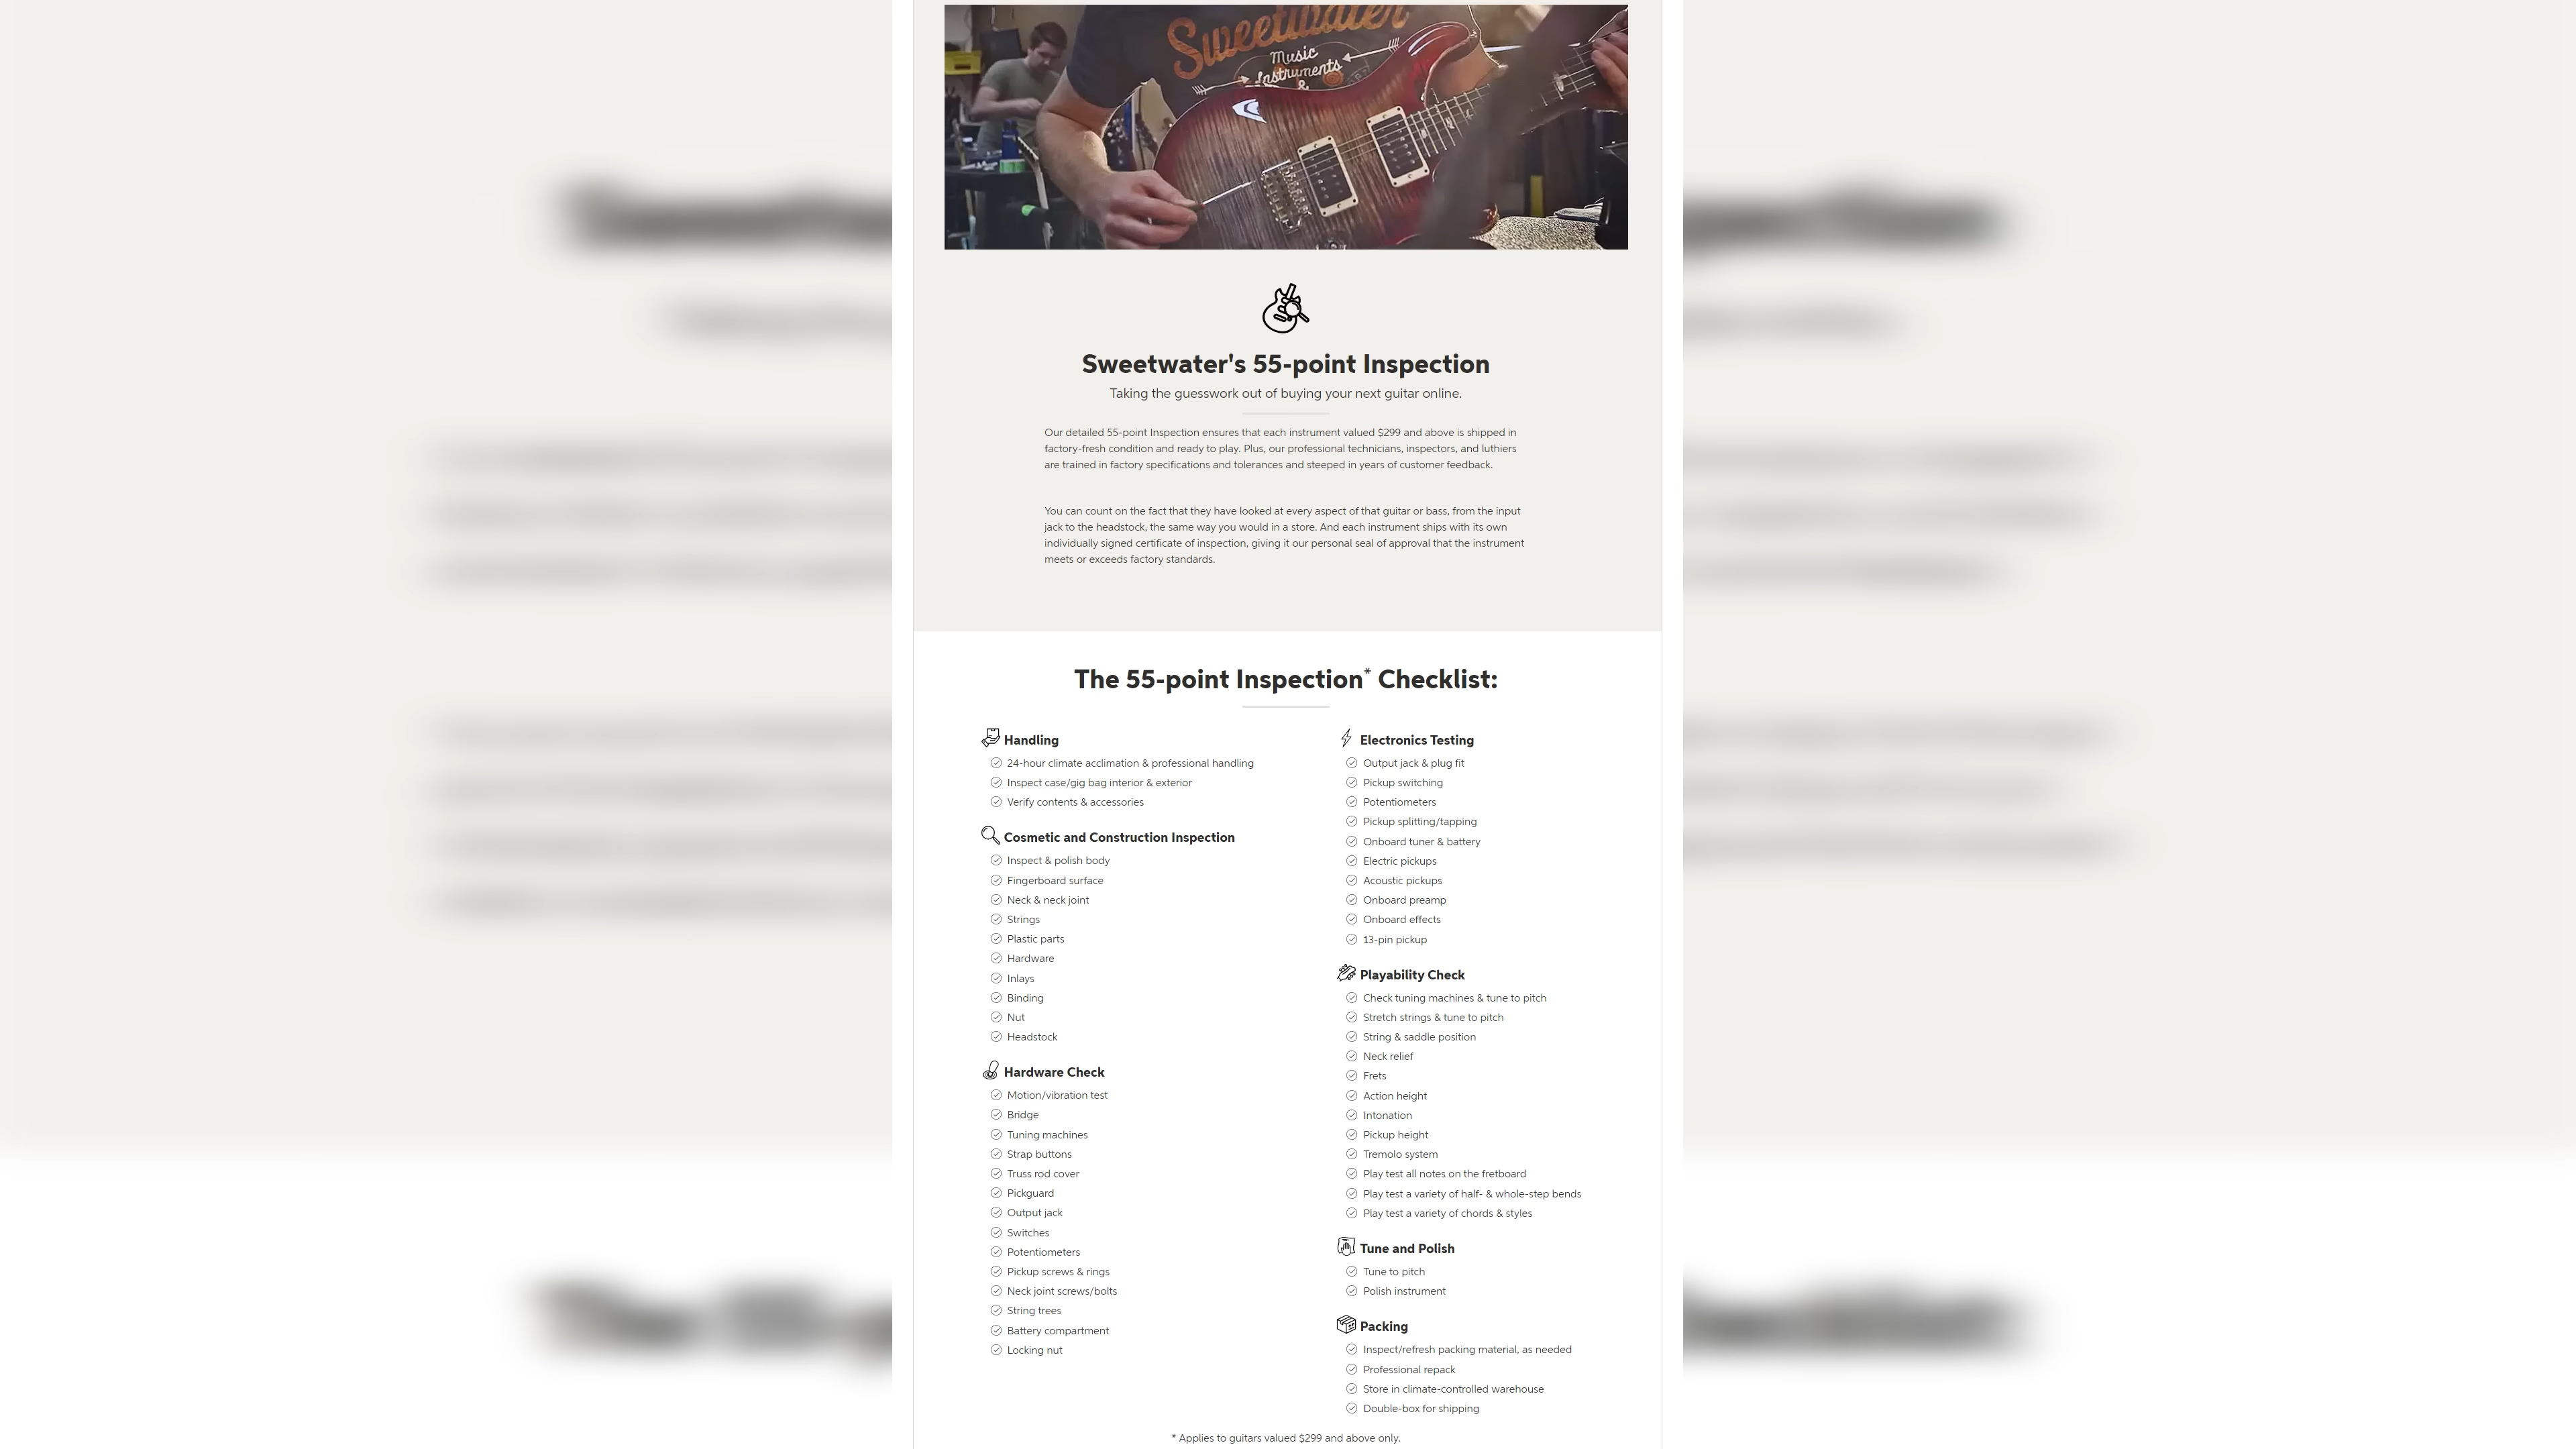 Sweetwater
Music
Instruments
&
Sweetwater's 55-point Inspection
Taking the guesswork out of buying your next guitar online.
Our detailed 55-point Inspection ensures that each instrument valued $299 and above is shipped in
factory-fresh condition and ready to play. Plus, our professional technicians, inspectors, and luthiers
are trained in factory specifications and tolerances and steeped in years of customer feedback.
You can count on the fact that they have looked at every aspect of that guitar or bass, from the input
jack to the headstock, the same way you would in a store. And each instrument ships with its own
individually signed certificate of inspection, giving it our personal seal of approval that the instrument
meets or exceeds factory standards.
The 55-point Inspection* Checklist:
Handling
24-hour climate acclimation & professional handling
Inspect case/gig bag interior & exterior
Verify contents & accessories
Cosmetic and Construction Inspection
Inspect & polish body
Fingerboard surface
Neck & neck joint
Strings
Plastic parts
Hardware
Inlays
Binding
Nut
Headstock
Hardware Check
Motion/vibration test
Bridge
Tuning machines
Strap buttons
Truss rod cover
Pickguard
Output jack
Switches
Potentiometers
Pickup screws & rings
Neck joint screws/bolts
String trees
Battery compartment
Locking nut
Electronics Testing
Output jack & plug fit
Pickup switching
Potentiometers
Pickup splitting/tapping
Onboard tuner & battery
Electric pickups
Acoustic pickups
Onboard preamp
Onboard effects
13-pin pickup
Playability Check
Check tuning machines & tune to pitch
Stretch strings & tune to pitch
String & saddle position
Neck relief
Frets
Action height
Intonation
Pickup height
Tremolo system
Play test all notes on the fretboard
Play test a variety of half- & whole-step bends
Play test a variety of chords & styles
Tune and Polish
Tune to pitch
Polish instrument
Packing
Inspect/refresh packing material, as needed
Professional repack
Store in climate-controlled warehouse
Double-box for shipping
* Applies to guitars valued $299 and above only.